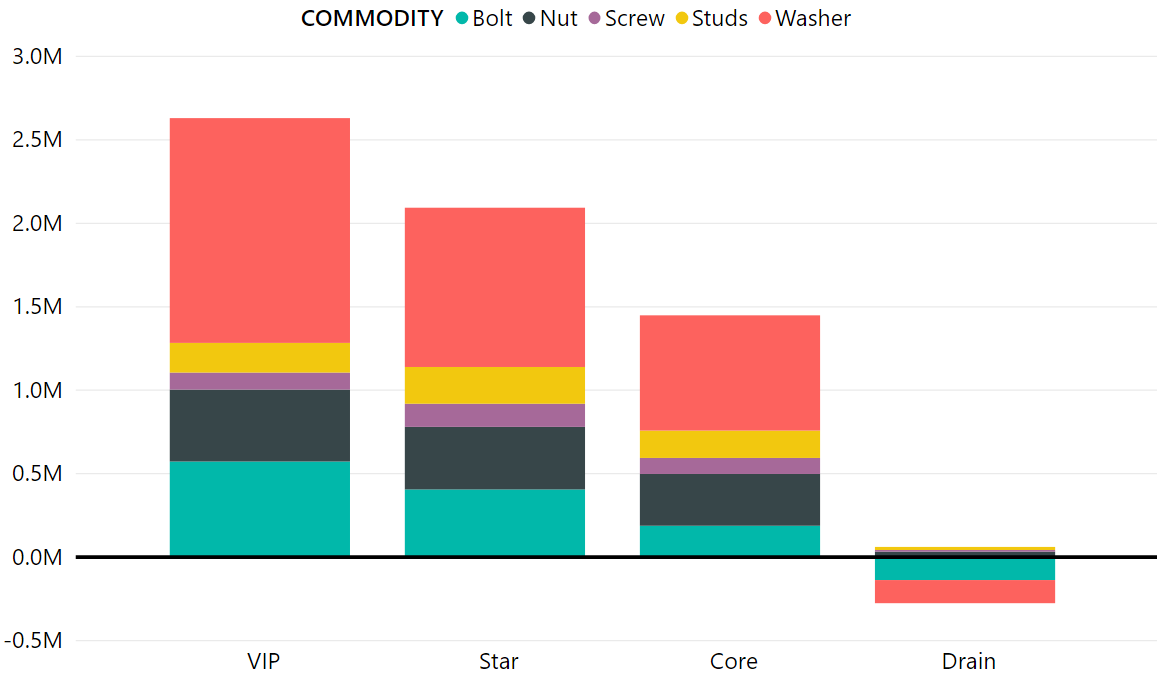 COMMODITY Bolt Nut Screw Studs Washer
3.0M
2.5M
2.0M
1.5M
1.0M
0.5M
0.0M
-0.5M
VIP Star Core Drain